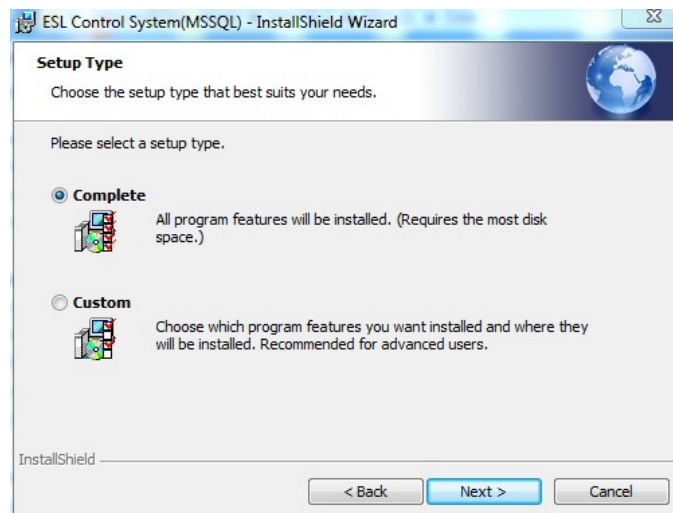 ESL Control System(MSSQL) - InstallShield Wizard
Setup Type
Choose the setup type that best suits your needs.
Please select a setup type.
Complete
All program features will be installed. (Requires the most disk
space.)
Custom
Choose which program features you want installed and where they
will be installed. Recommended for advanced users.
InstallShield
< Back Next > Cancel